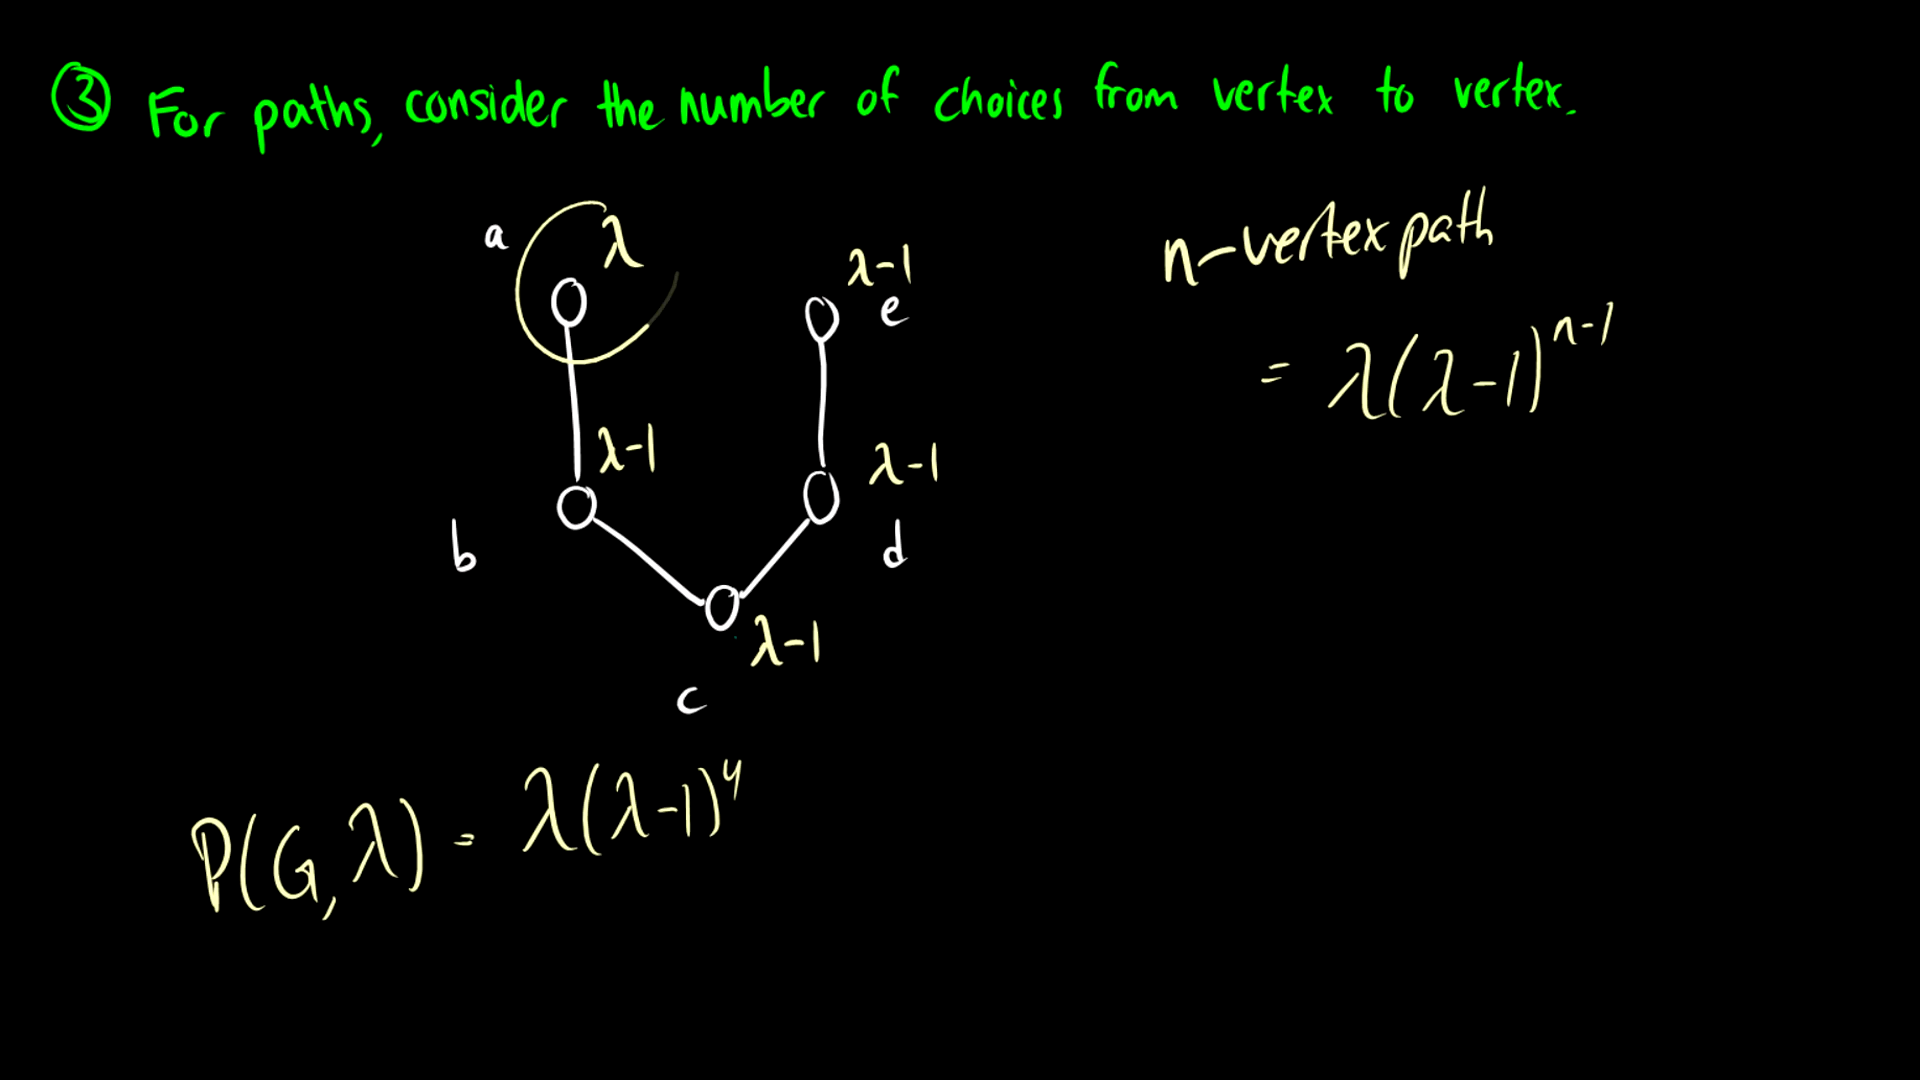 ③ For paths, consider the number of choices from vertex to vertex.
a λ
λ-1
e
n-vertex path
= λ(λ-1)^{n-1}
λ-1
λ-1
b
d
λ-1
c
P(G,λ) = λ(λ-1)^4